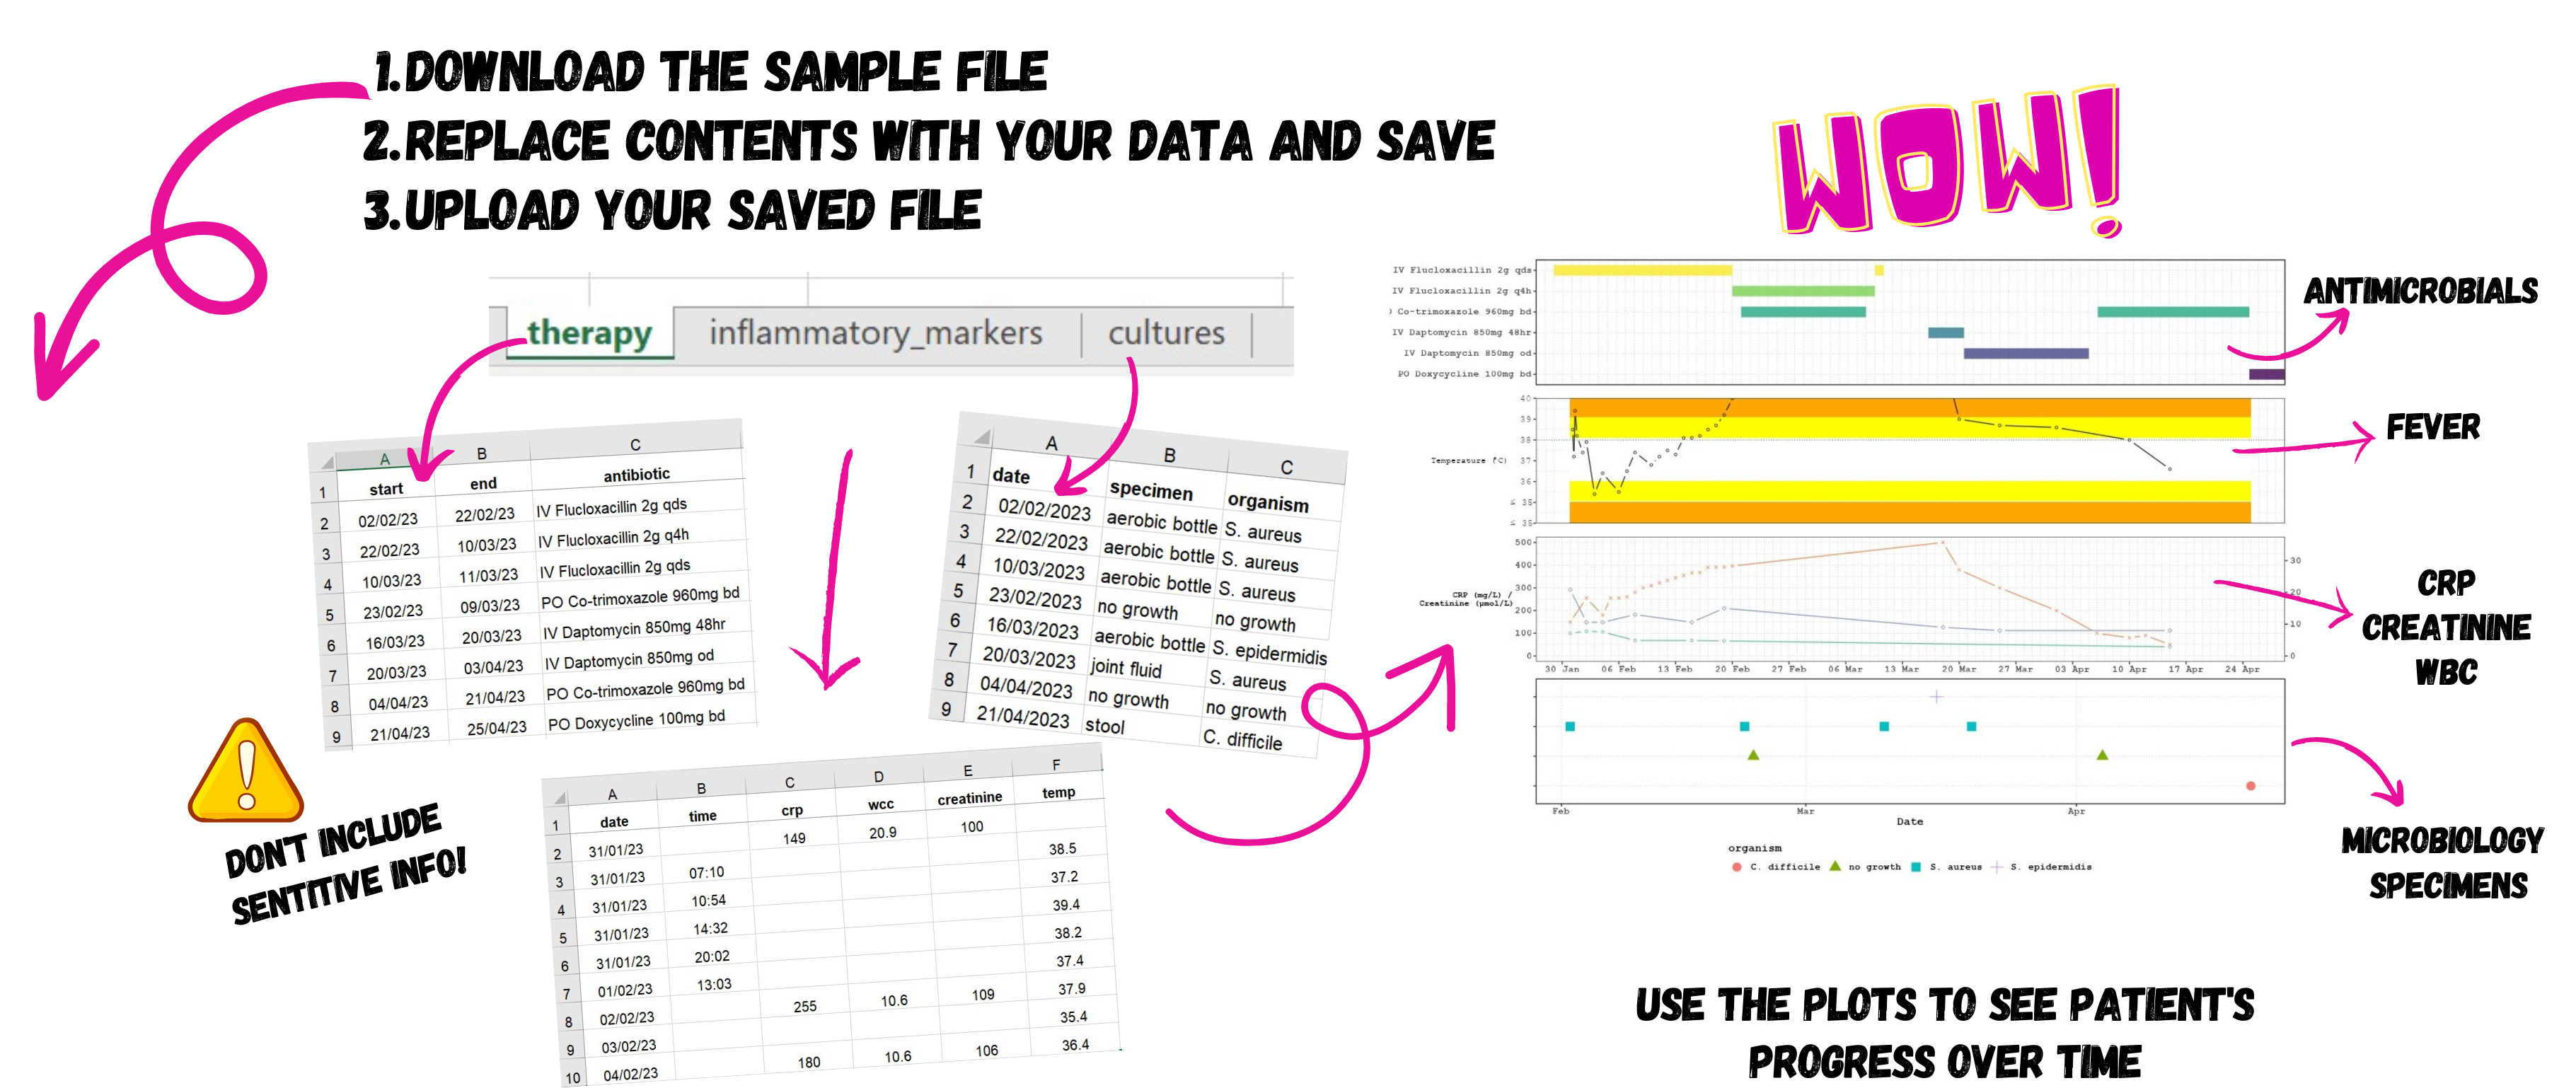 1.DOWNLOAD THE SAMPLE FILE
2.REPLACE CONTENTS WITH YOUR DATA AND SAVE
3.UPLOAD YOUR SAVED FILE
WOW!
therapy inflammatory_markers cultures
A B C
1 start end antibiotic
2 02/02/23 22/02/23 IV Flucloxacillin 2g qds
3 22/02/23 10/03/23 IV Flucloxacillin 2g q4h
4 10/03/23 11/03/23 IV Flucloxacillin 2g qds
5 23/02/23 09/03/23 PO Co-trimoxazole 960mg bd
6 16/03/23 20/03/23 IV Daptomycin 850mg 48hr
7 20/03/23 03/04/23 IV Daptomycin 850mg od
8 04/04/23 21/04/23 PO Co-trimoxazole 960mg bd
9 21/04/23 25/04/23 PO Doxycycline 100mg bd
A B C
1 date specimen organism
2 02/02/2023 aerobic bottle S. aureus
3 22/02/2023 aerobic bottle S. aureus
4 10/03/2023 aerobic bottle S. aureus
5 23/02/2023 no growth no growth
6 16/03/2023 aerobic bottle S. epidermidis
7 20/03/2023 joint fluid S. aureus
8 04/04/2023 no growth no growth
9 21/04/2023 stool C. difficile
DON'T INCLUDE
SENTITIVE INFO!
A B C D E F
1 date time crp wcc creatinine temp
2 31/01/23 149 20.9 100
3 31/01/23 07:10 38.5
4 31/01/23 10:54 37.2
5 31/01/23 14:32 39.4
6 31/01/23 20:02 38.2
7 01/02/23 13:03 37.4
8 02/02/23 255 10.6 109 37.9
9 03/02/23 35.4
10 04/02/23 180 10.6 106 36.4
IV Flucloxacillin 2g qds
IV Flucloxacillin 2g q4h
Co-trimoxazole 960mg bd
IV Daptomycin 850mg 48hr
IV Daptomycin 850mg od
PO Doxycycline 100mg bd
ANTIMICROBIALS
40
39
38
37
36
≤ 35
≤ 35
Temperature (°C)
FEVER
500
400
300
200
100
0
CRP (mg/L) /
Creatinine (µmol/L)
30
20
10
0
30 Jan 06 Feb 13 Feb 20 Feb 27 Feb 06 Mar 13 Mar 20 Mar 27 Mar 03 Apr 10 Apr 17 Apr 24 Apr
CRP
CREATININE
WBC
Feb Mar Apr
Date
organism
C. difficile no growth S. aureus S. epidermidis
MICROBIOLOGY
SPECIMENS
USE THE PLOTS TO SEE PATIENT'S
PROGRESS OVER TIME